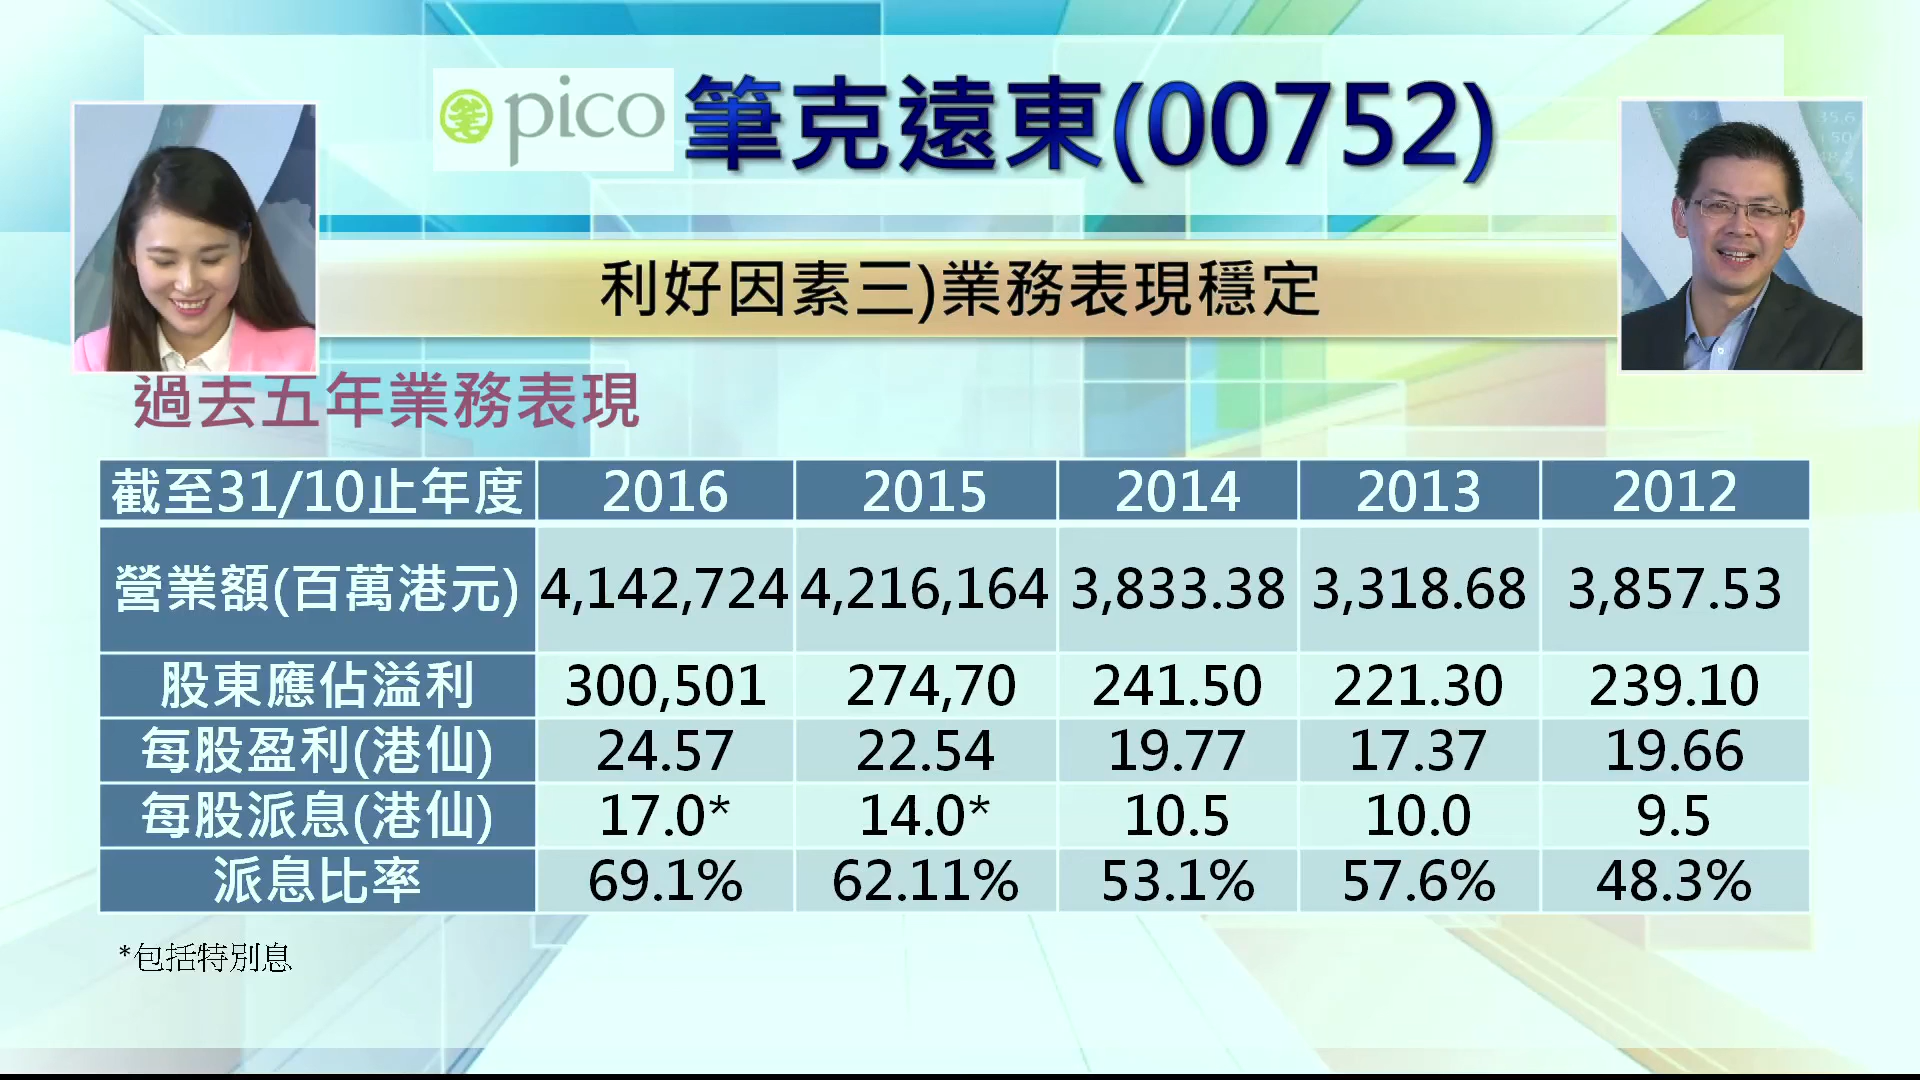 pico 筆克遠東(00752)
利好因素三)業務表現穩定
過去五年業務表現
截至31/10止年度 2016 2015 2014 2013 2012
營業額(百萬港元) 4,142,724 4,216,164 3,833.38 3,318.68 3,857.53
股東應佔溢利 300,501 274,70 241.50 221.30 239.10
每股盈利(港仙) 24.57 22.54 19.77 17.37 19.66
每股派息(港仙) 17.0* 14.0* 10.5 10.0 9.5
派息比率 69.1% 62.11% 53.1% 57.6% 48.3%
*包括特別息